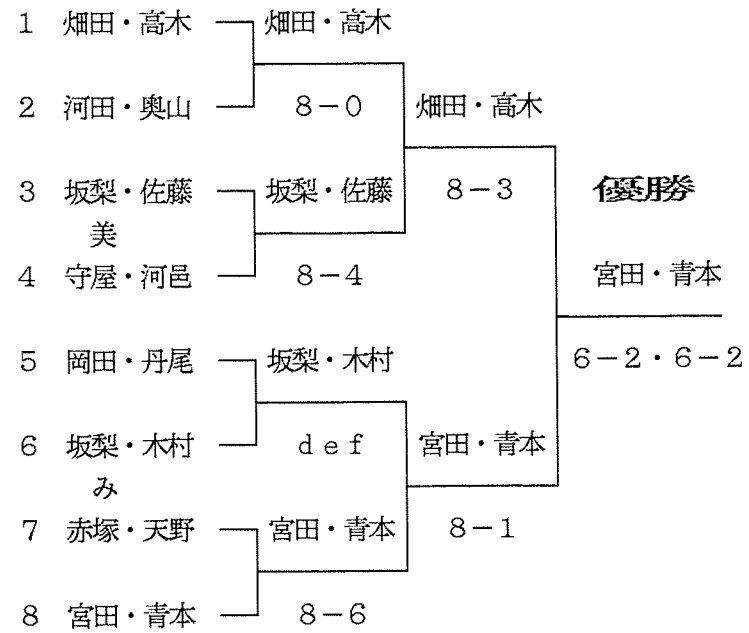 1 畑田・高木 畑田・高木
2 河田・奥山 8-0 畑田・高木
3 坂梨・佐藤 坂梨・佐藤 8-3 優勝
美
4 守屋・河邑 8-4 宮田・青本
5 岡田・丹尾 坂梨・木村 6-2・6-2
6 坂梨・木村 def 宮田・青本
み
7 赤塚・天野 宮田・青本 8-1
8 宮田・青本 8-6